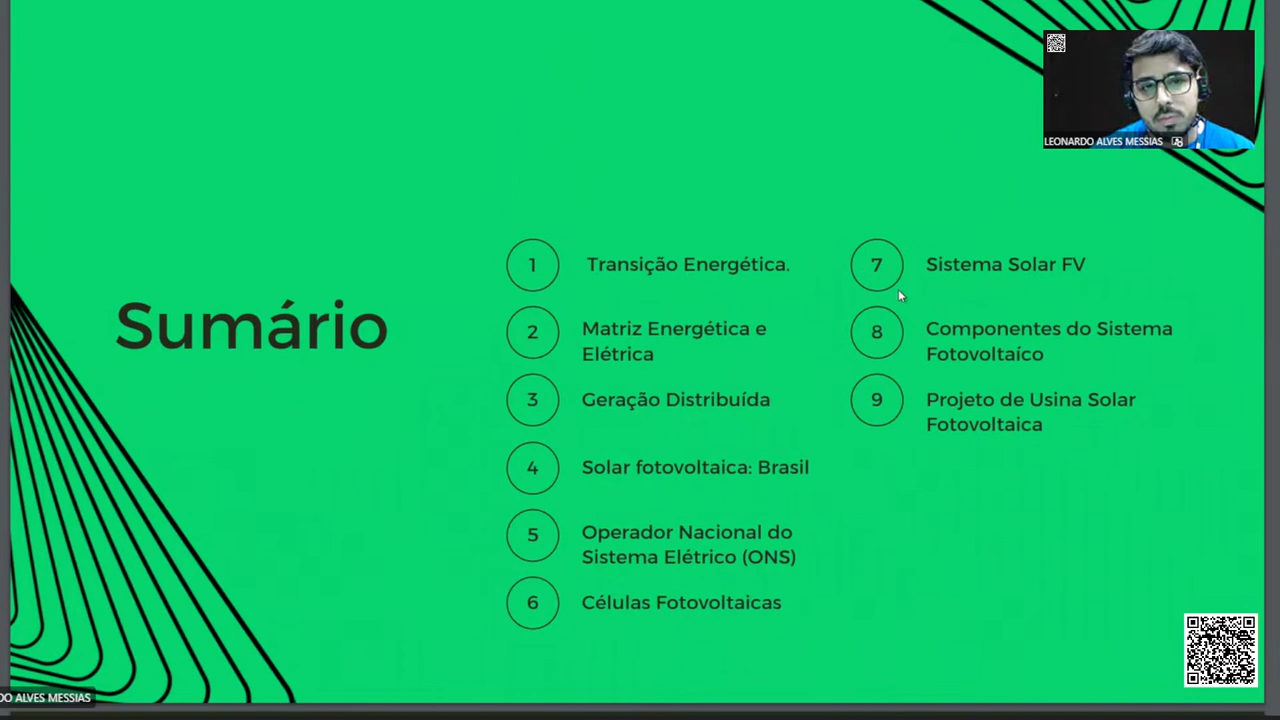 LEONARDO ALVES MESSIAS
Sumário
1
Transição Energética.
2
Matriz Energética e
Elétrica
3
Geração Distribuída
4
Solar fotovoltaica: Brasil
5
Operador Nacional do
Sistema Elétrico (ONS)
6
Células Fotovoltaicas
7
Sistema Solar FV
8
Componentes do Sistema
Fotovoltaíco
9
Projeto de Usina Solar
Fotovoltaica
DO ALVES MESSIAS